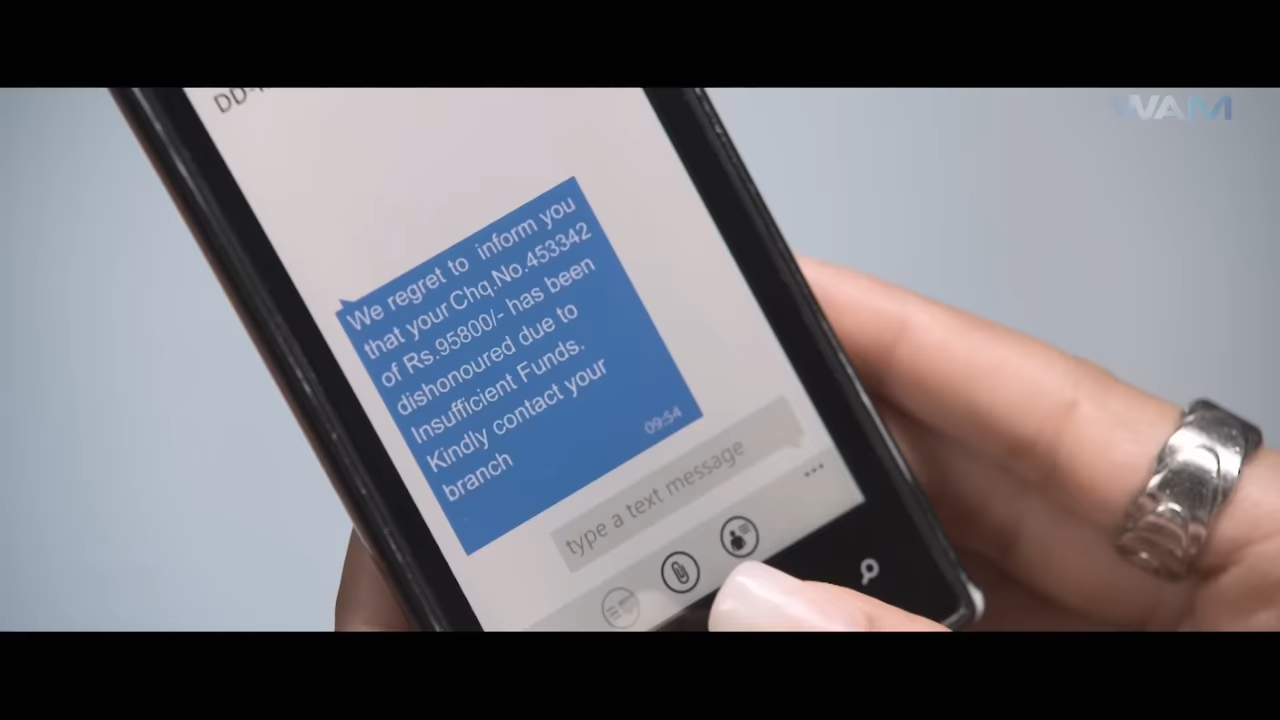 WAM
We regret to inform you
that your Chq.No.453342
of Rs.95800/- has been
dishonoured due to
Insufficient Funds.
Kindly contact your
branch
09:54
type a text message